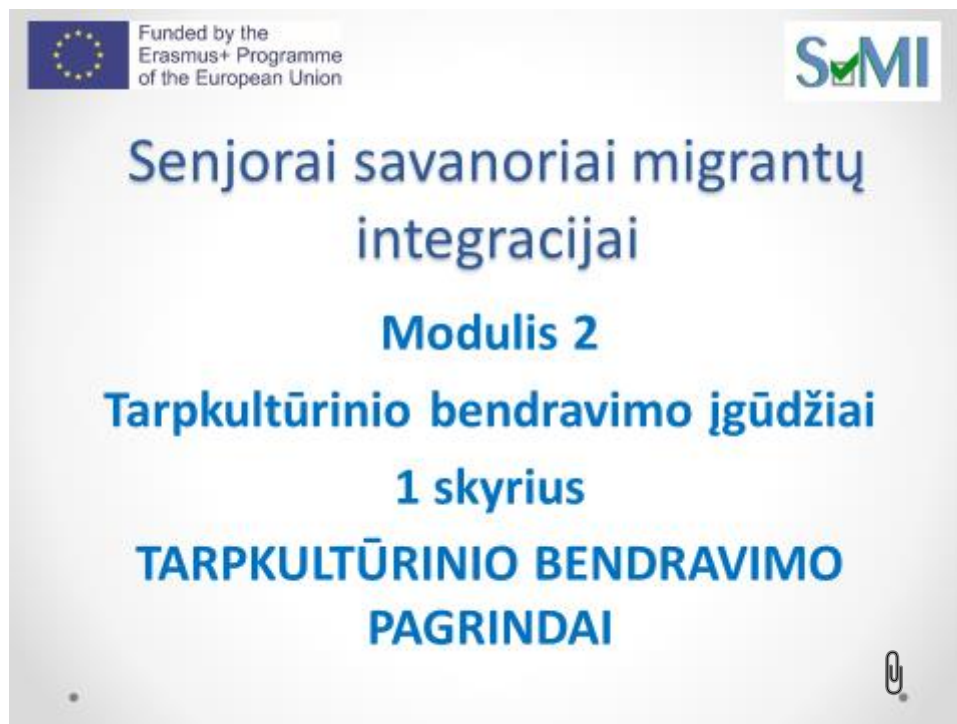 Funded by the
Erasmus+ Programme
of the European Union
SMI
Senjorai savanoriai migrantų
integracijai
Modulis 2
Tarpkultūrinio bendravimo įgūdžiai
1 skyrius
TARPKULTŪRINIO BENDRAVIMO
PAGRINDAI